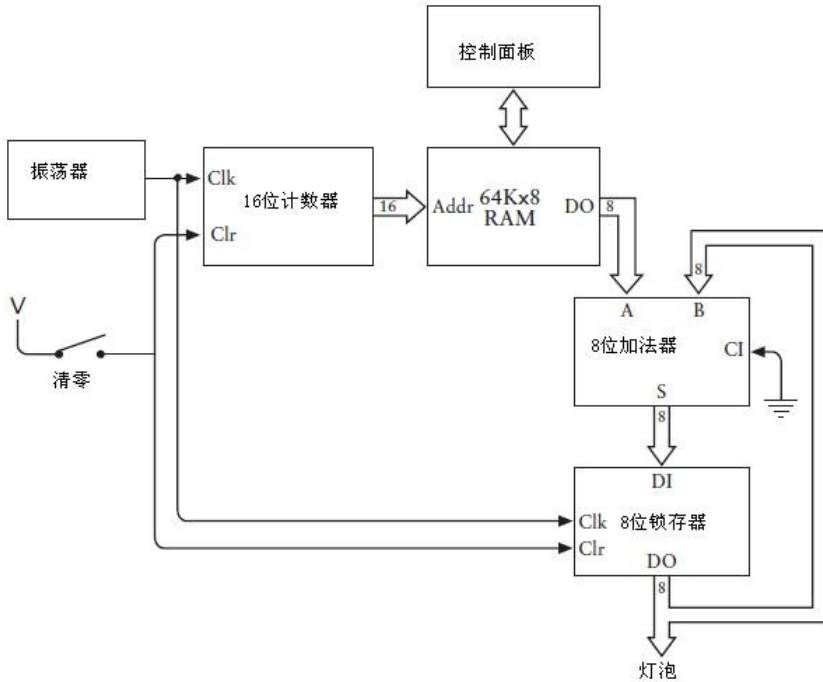 控制面板
振荡器
Clk
16位计数器
Clr
16
Addr
64K×8
RAM
DO
8
8
A
B
8位加法器
CI
S
8
V
清零
DI
Clk
8位锁存器
Clr
DO
8
灯泡